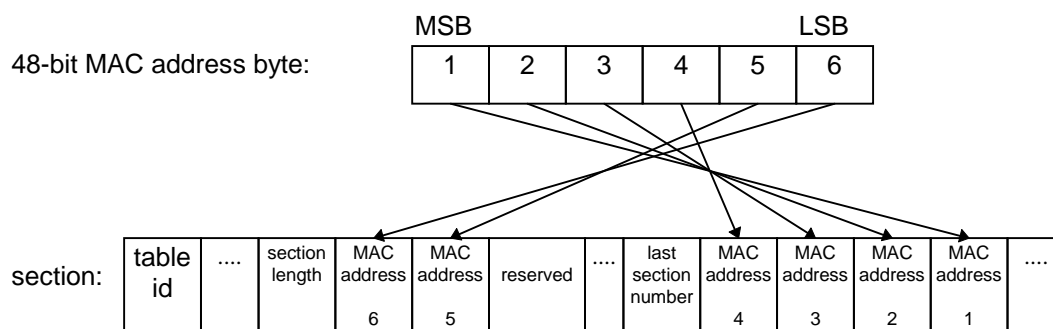 MSB LSB
48-bit MAC address byte: 1 2 3 4 5 6
section:
table
id
....
section
length
MAC
address
6
MAC
address
5
reserved
....
last
section
number
MAC
address
4
MAC
address
3
MAC
address
2
MAC
address
1
....